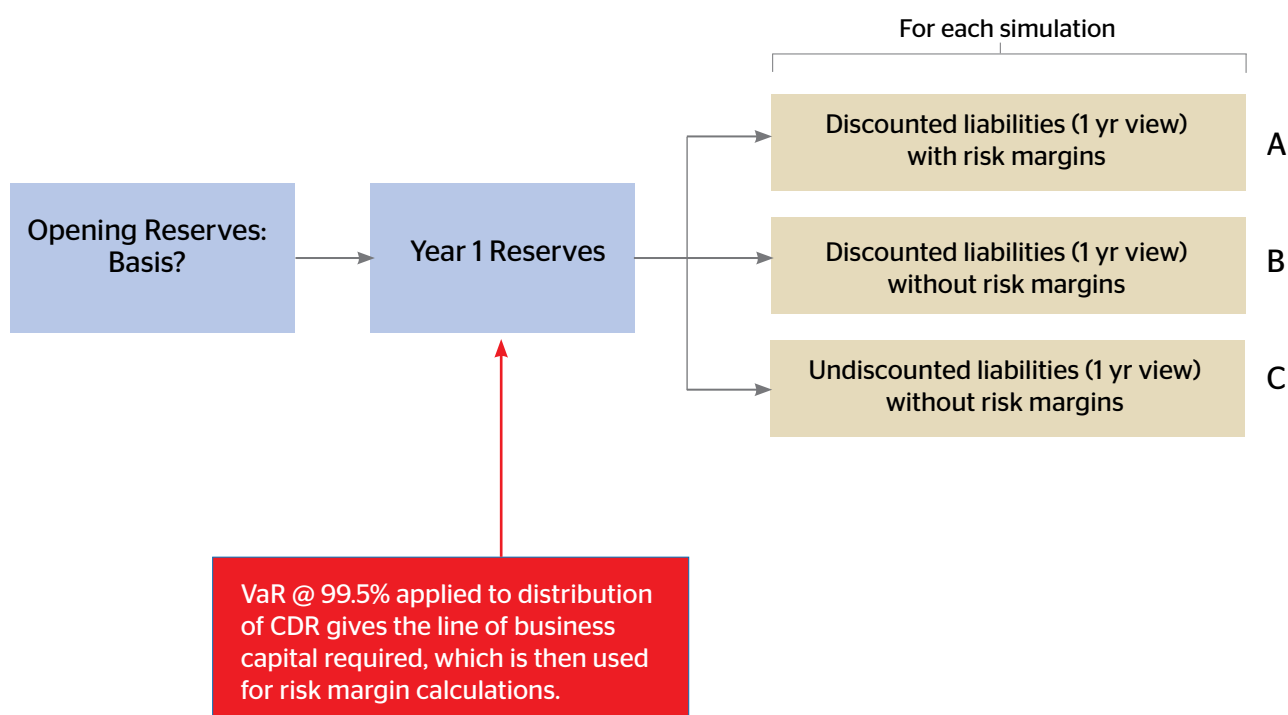 For each simulation
Discounted liabilities (1 yr view)
with risk margins
A
Opening Reserves:
Basis?
Year 1 Reserves
Discounted liabilities (1 yr view)
without risk margins
B
Undiscounted liabilities (1 yr view)
without risk margins
C
VaR @ 99.5% applied to distribution
of CDR gives the line of business
capital required, which is then used
for risk margin calculations.